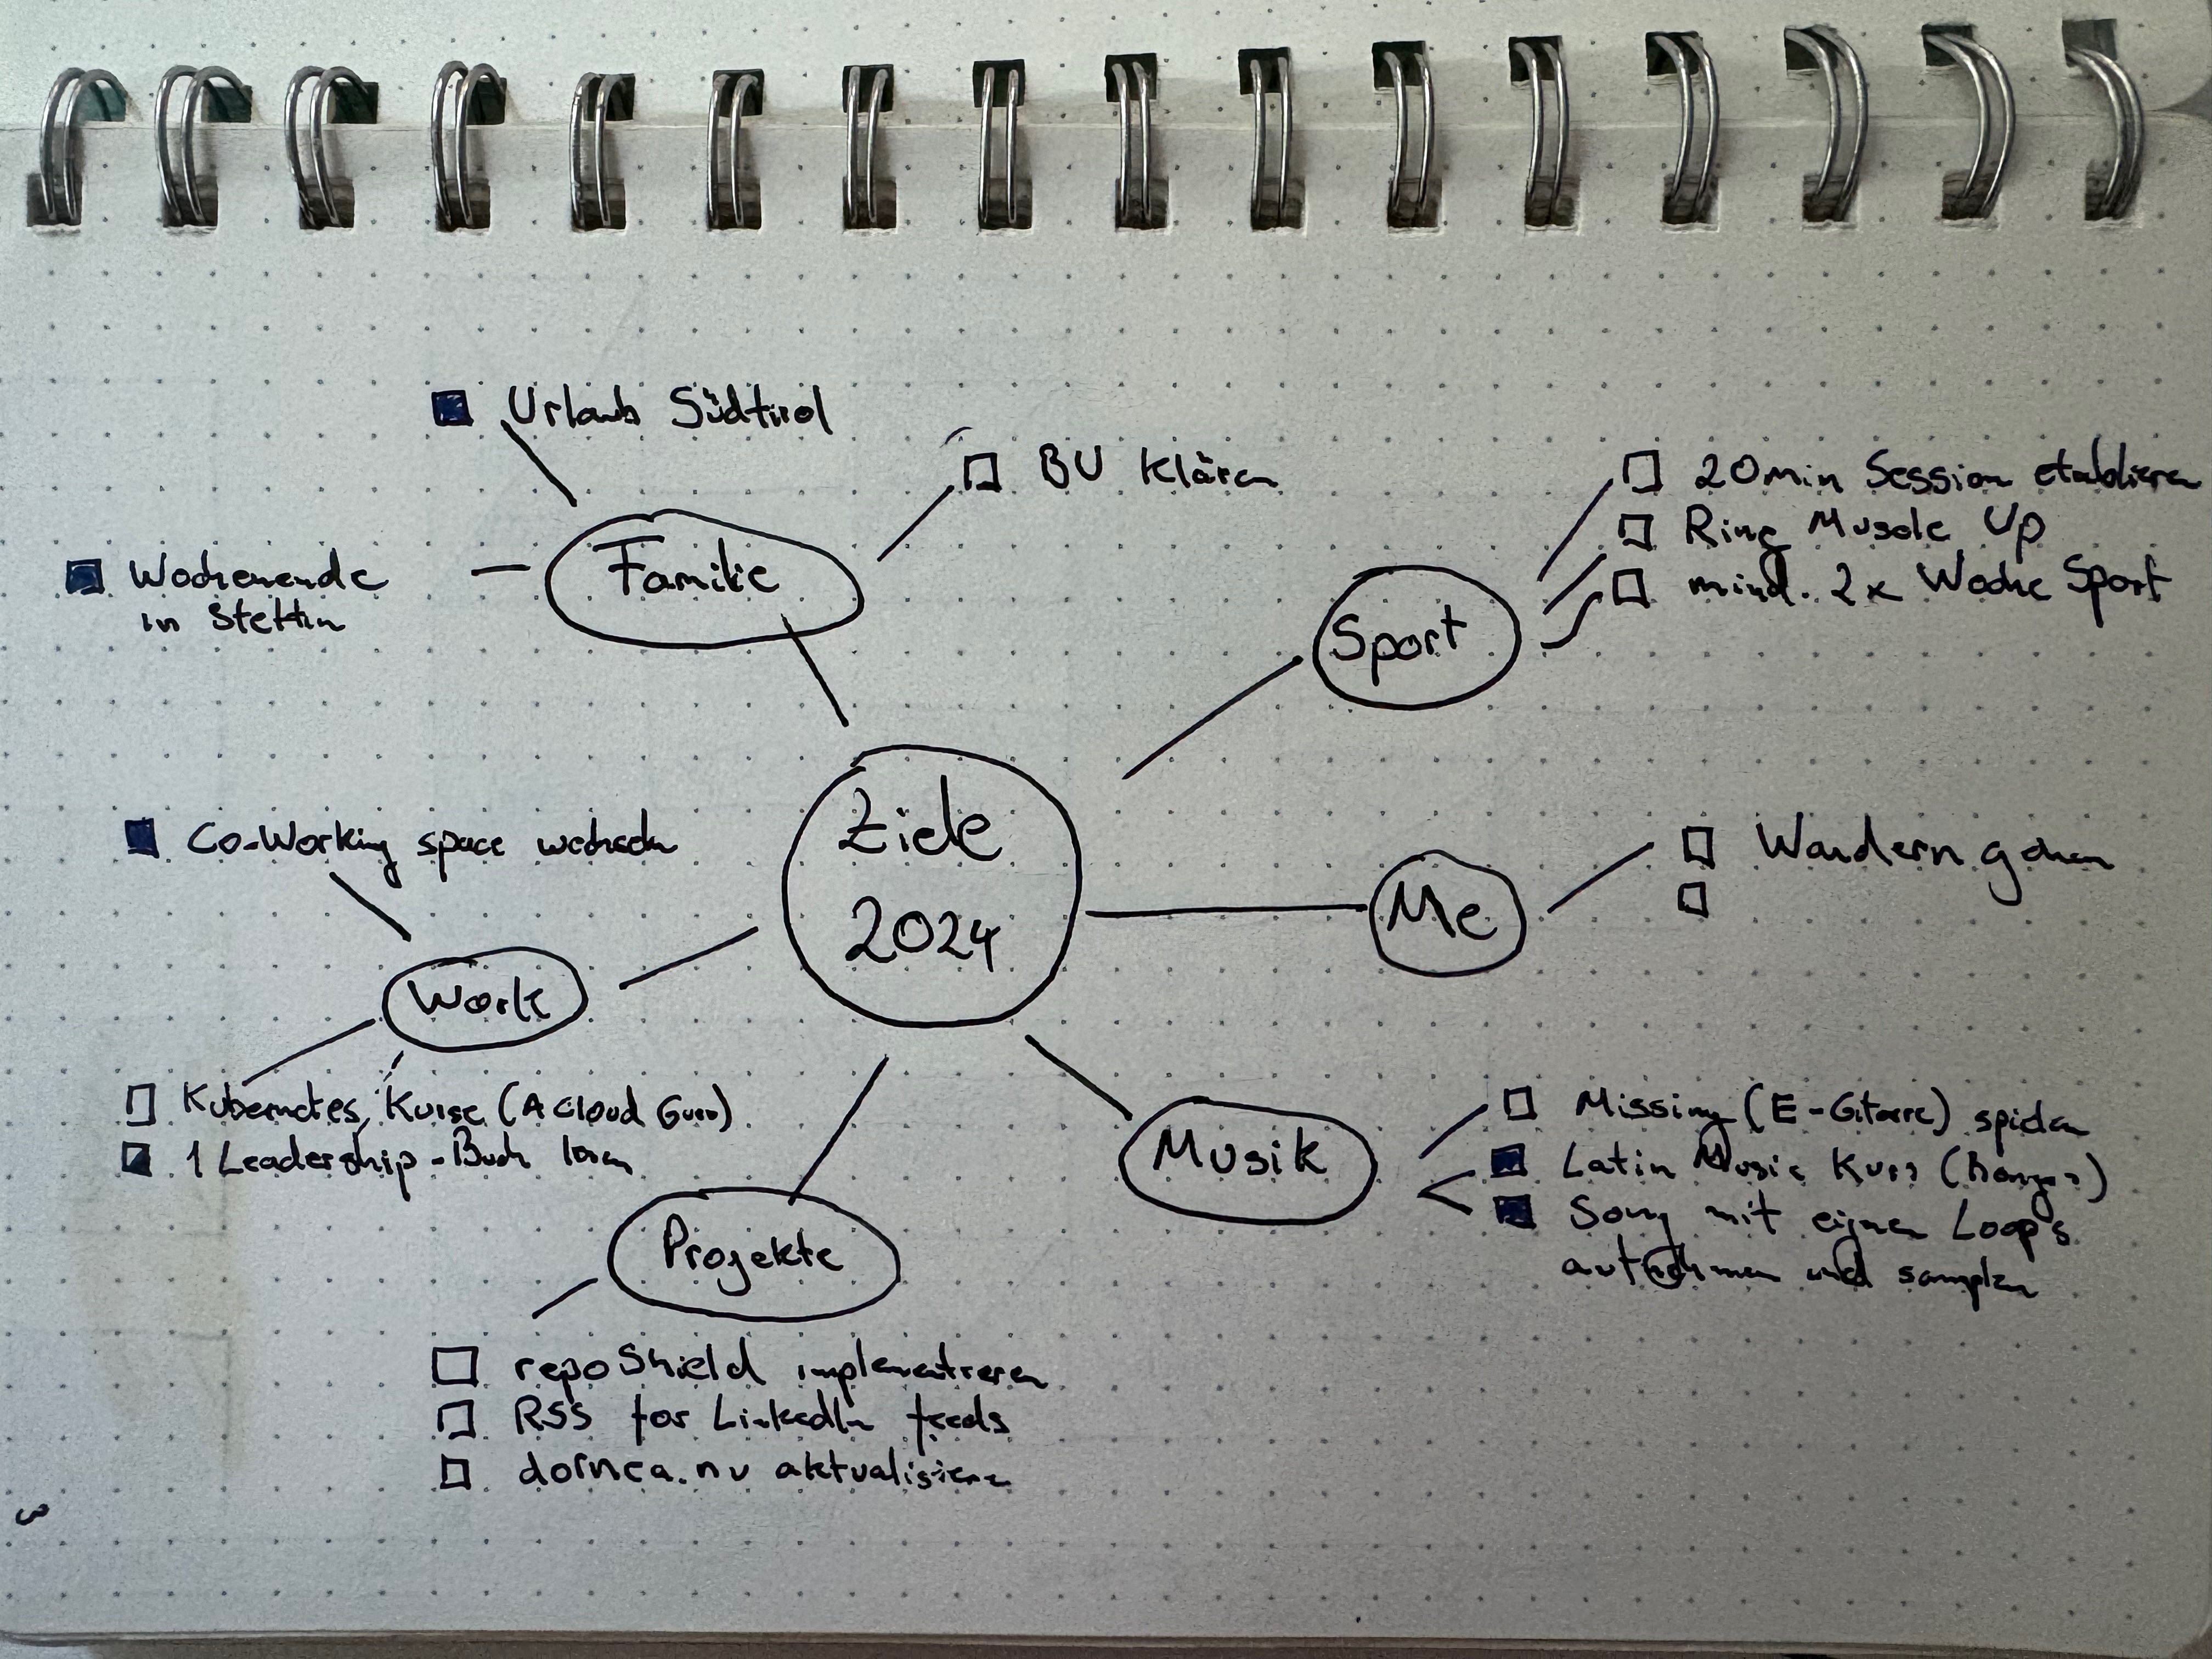 Urlaub Südtirol
BU klären
Wochenende
in Stettin
Familie
20min Session etablieren
Ring Muscle Up
mind. 2x Woche Sport
Sport
Ziele
2024
Co-Working space wechseln
Work
Kubernetes Kurse (A Cloud Guru)
1 Leadership-Buch lesen
Me
Wandern gehen
Musik
Missing (E-Gitarre) spielen
Latin Music Kurs (Bongos)
Song mit eigenen Loops
aufnehmen und samplen
Projekte
repoShield implementieren
RSS for LinkedIn feeds
dornea.nu aktualisieren